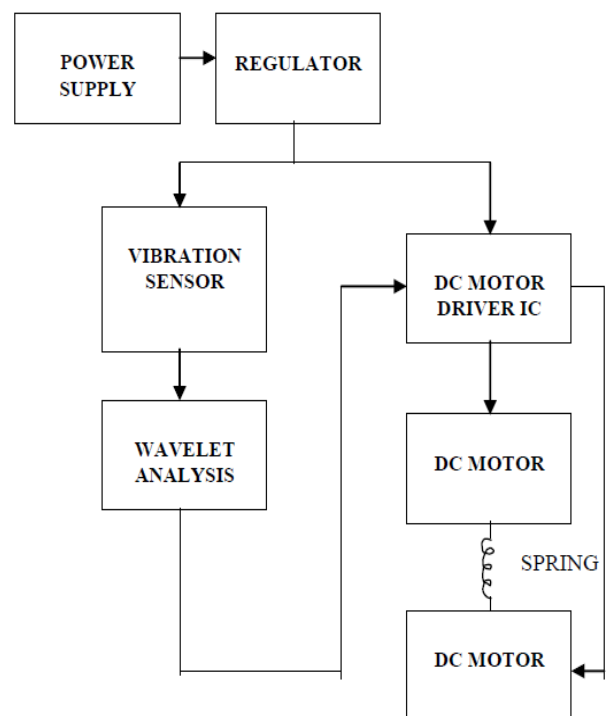 POWER
SUPPLY
REGULATOR
VIBRATION
SENSOR
DC MOTOR
DRIVER IC
WAVELET
ANALYSIS
DC MOTOR
SPRING
DC MOTOR